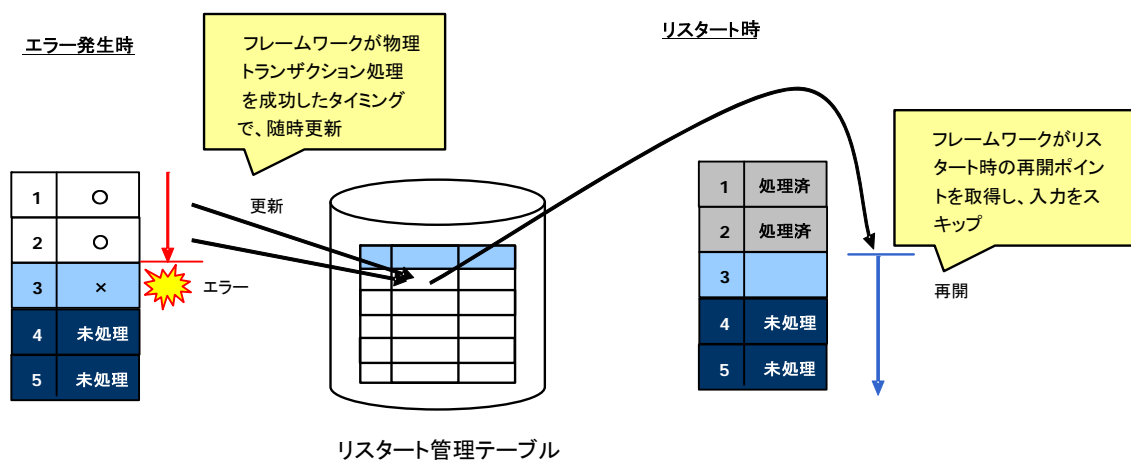 エラー発生時
フレームワークが物理
トランザクション処理
を成功したタイミング
で、随時更新
リスタート時
フレームワークがリス
タート時の再開ポイン
トを取得し、入力をス
キップ
1 ○
2 ○
3 ×
4 未処理
5 未処理
更新
エラー
1 処理済
2 処理済
3
4 未処理
5 未処理
再開
リスタート管理テーブル